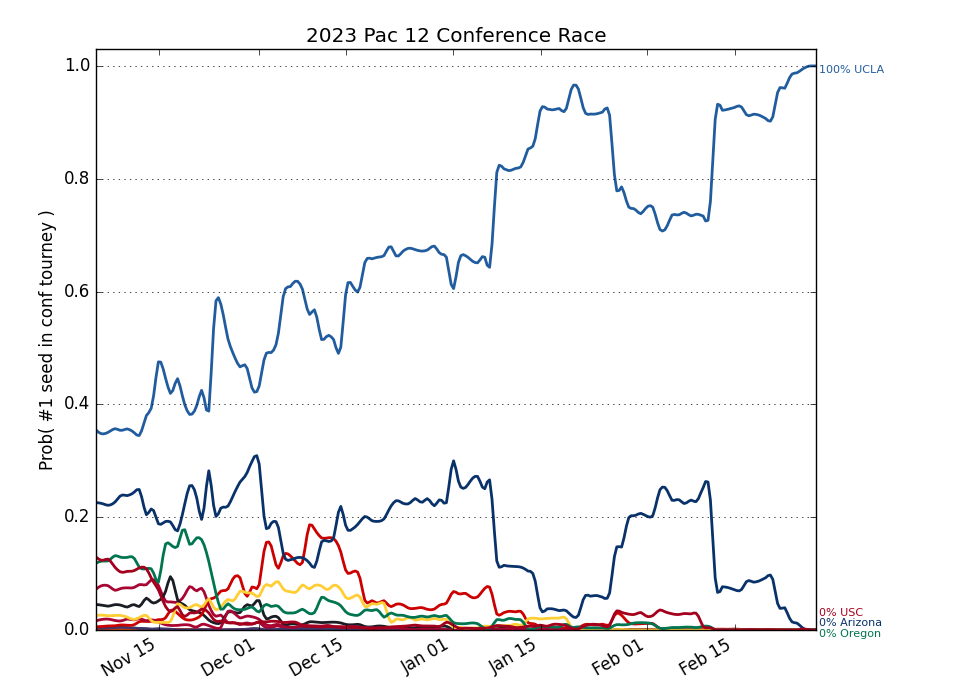 2023 Pac 12 Conference Race
Prob( #1 seed in conf tourney )
1.0
0.8
0.6
0.4
0.2
0.0
100% UCLA
0% USC
0% Arizona
0% Oregon
Nov 15
Dec 01
Dec 15
Jan 01
Jan 15
Feb 01
Feb 15